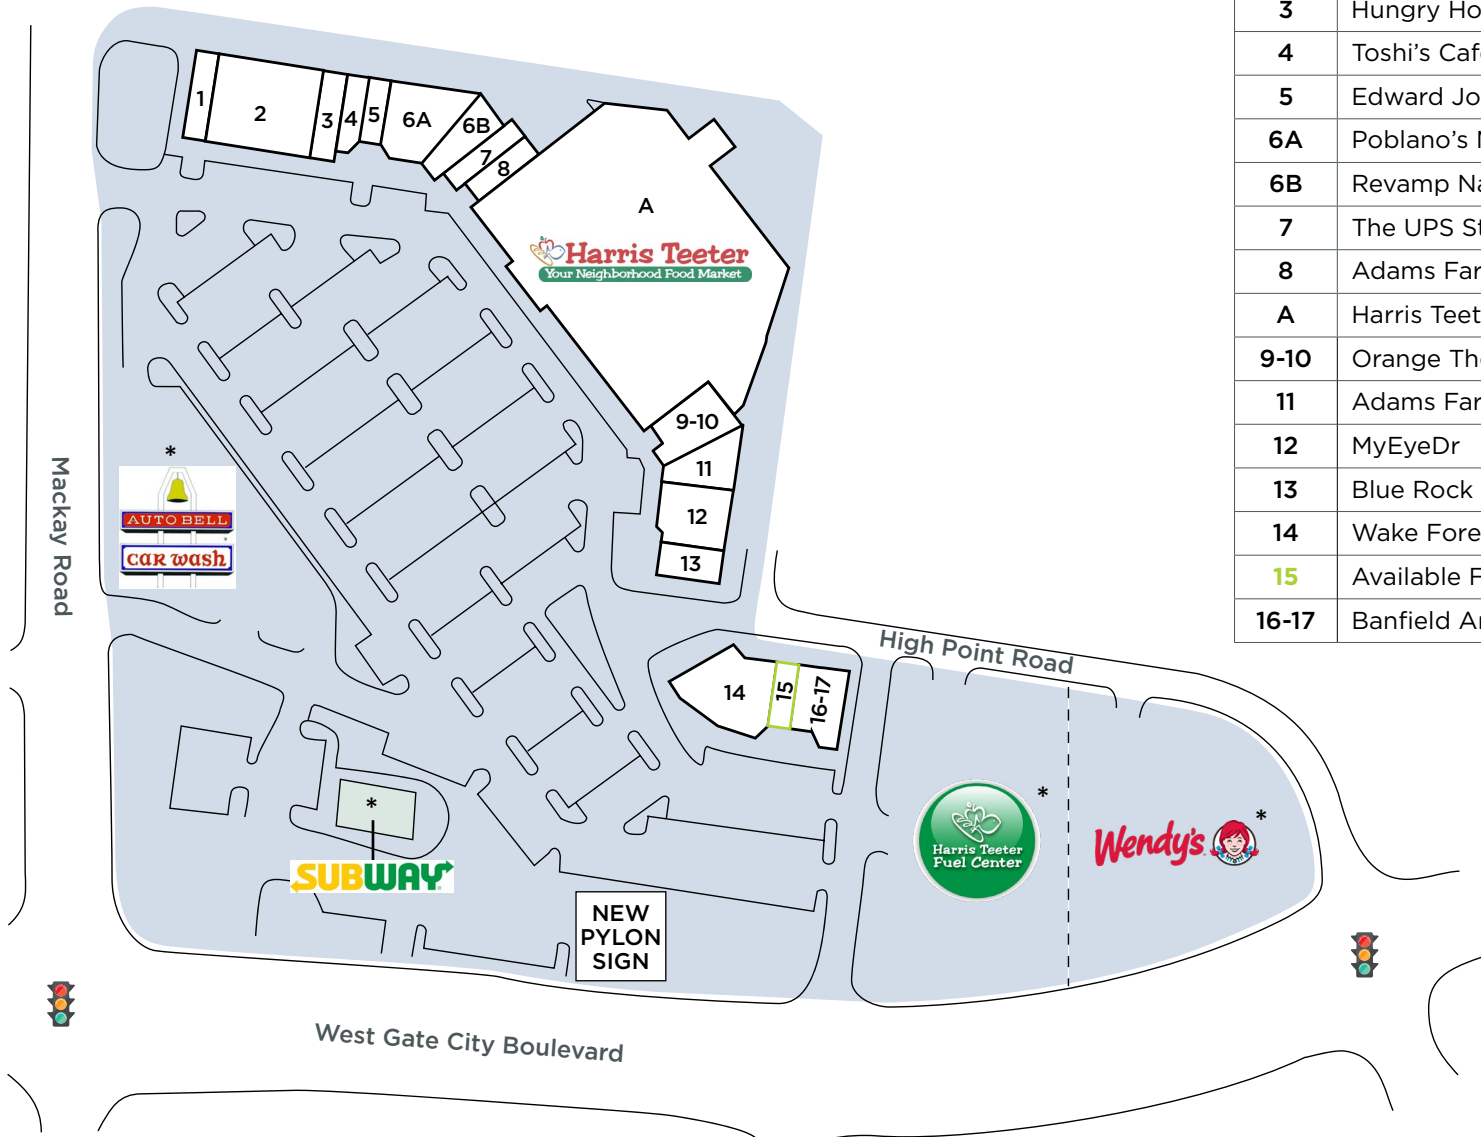 3 Hungry Ho
4 Toshi's Caf
5 Edward Jo
6A Poblano's
6B Revamp Na
7 The UPS St
8 Adams Far
A Harris Teet
9-10 Orange The
11 Adams Far
12 MyEyeDr
13 Blue Rock
14 Wake Fore
15 Available F
16-17 Banfield
1
2
3
4
5
6A
6B
7
8
A
Harris Teeter
Your Neighborhood Food Market
9-10
11
12
13
*
AUTO BELL
car wash
Mackay Road
High Point Road
14
15
16-17
*
SUBWAY
*
Harris Teeter
Fuel Center
*
Wendy's
NEW
PYLON
SIGN
West Gate City Boulevard